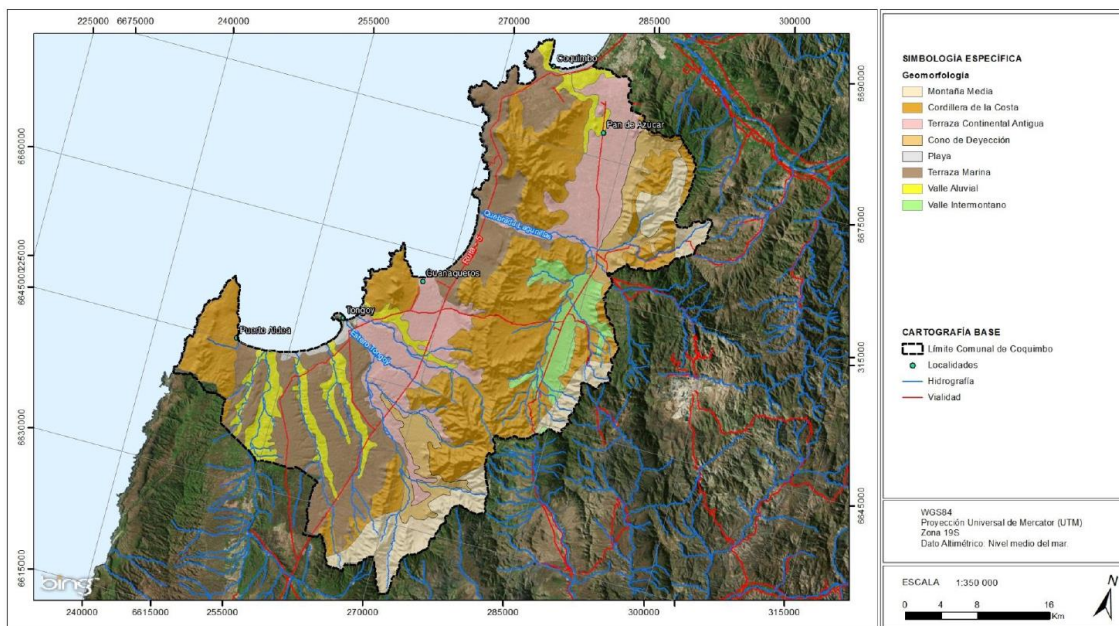 225000 6675000 240000 255000 270000 285000 300000
6690000
6675000
315000
6645000
6660000
225000
6645000
6630000
6615000
Coquimbo
Pan de Azúcar
Quebrada Lagunillas
Ruta 5
Guanaqueros
Tongoy
Estero Tongoy
Puerto Aldea
bing
240000 6615000 255000 270000 285000 300000 315000
SIMBOLOGÍA ESPECÍFICA
Geomorfología
Montaña Media
Cordillera de la Costa
Terraza Continental Antigua
Cono de Deyección
Playa
Terraza Marina
Valle Aluvial
Valle Intermontano
CARTOGRAFÍA BASE
Límite Comunal de Coquimbo
Localidades
Hidrografía
Vialidad
WGS84
Proyección Universal de Mercator (UTM)
Zona 19S
Dato Altimétrico: Nivel medio del mar.
ESCALA 1:350 000
N
0 4 8 16
Km